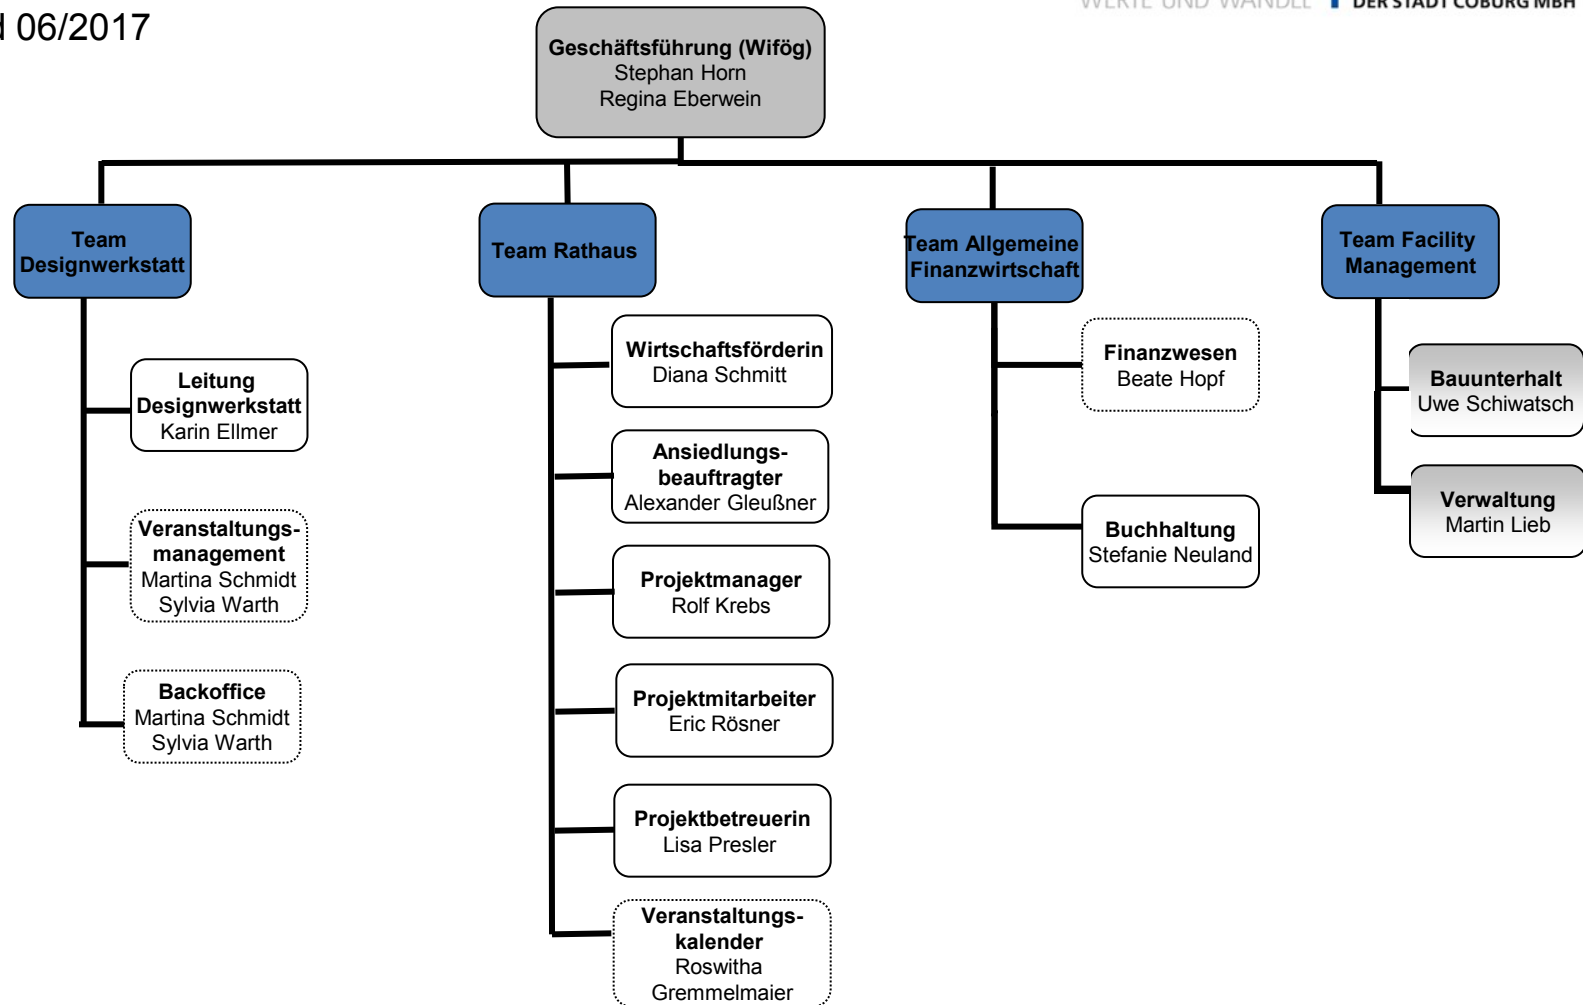 WERTE UND WANDEL
DER STADT COBURG MBH
06/2017
Geschäftsführung (Wifög)
Stephan Horn
Regina Eberwein
Team
Designwerkstatt
Team Rathaus
Team Allgemeine
Finanzwirtschaft
Team Facility
Management
Leitung
Designwerkstatt
Karin Ellmer
Veranstaltungs-
management
Martina Schmidt
Sylvia Warth
Backoffice
Martina Schmidt
Sylvia Warth
Wirtschaftsförderin
Diana Schmitt
Ansiedlungs-
beauftragter
Alexander Gleußner
Projektmanager
Rolf Krebs
Projektmitarbeiter
Eric Rösner
Projektbetreuerin
Lisa Presler
Veranstaltungs-
kalender
Roswitha
Gremmelmaier
Finanzwesen
Beate Hopf
Buchhaltung
Stefanie Neuland
Bauunterhalt
Uwe Schiwatsch
Verwaltung
Martin Lieb